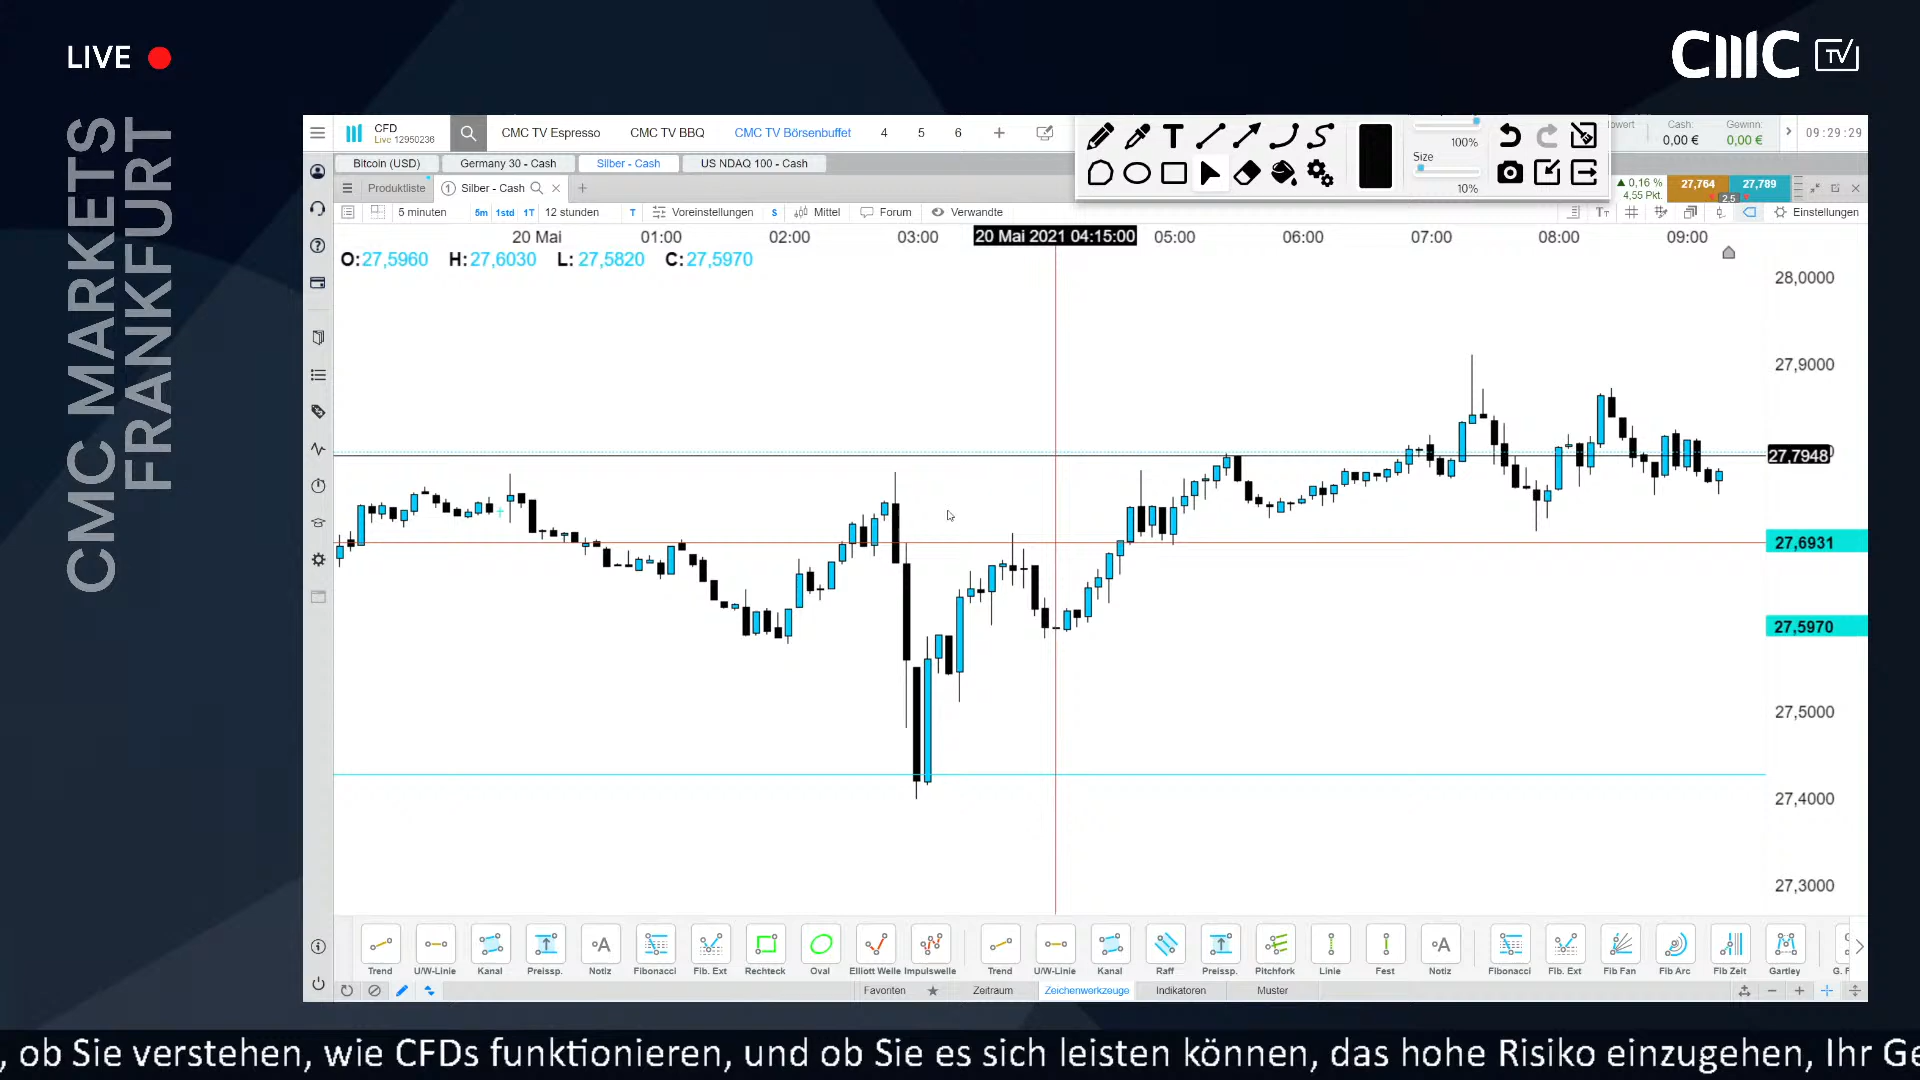 LIVE
CMC TV
CMC MARKETS
FRANKFURT
CFD
Live 12950236
CMC TV Espresso
CMC TV BBQ
CMC TV Börsenbuffet
4
5
6
+
100%
Size
10%
Cash:
0,00 €
Gewinn:
0,00 €
09:29:29
Bitcoin (USD)
Germany 30 - Cash
Silber - Cash
US NDAQ 100 - Cash
Produktliste
1 Silber - Cash
0,16 %
4,55 Pkt.
27,764
27,789
2.5
5 minuten
5m
1std
1T
12 stunden
T
Voreinstellungen
S
Mittel
Forum
Verwandte
Einstellungen
20 Mai
01:00
02:00
03:00
20 Mai 2021 04:15:00
05:00
06:00
07:00
08:00
09:00
O:27,5960 H:27,6030 L: 27,5820 C:27,5970
28,0000
27,9000
27,7948
27,6931
27,5970
27,5000
27,4000
27,3000
Trend
U/W-Linie
Kanal
Preissp.
Notiz
Fibonacci
Fib. Ext
Rechteck
Oval
Elliott Welle
Impulswelle
Trend
U/W-Linie
Kanal
Raff
Preissp.
Pitchfork
Linie
Fest
Notiz
Fibonacci
Fib. Ext
Fib Fan
Fib Arc
Fib Zeit
Gartley
Favoriten
Zeitraum
Zeichenwerkzeuge
Indikatoren
Muster
, ob Sie verstehen, wie CFDs funktionieren, und ob Sie es sich leisten können, das hohe Risiko einzugehen, Ihr Ge